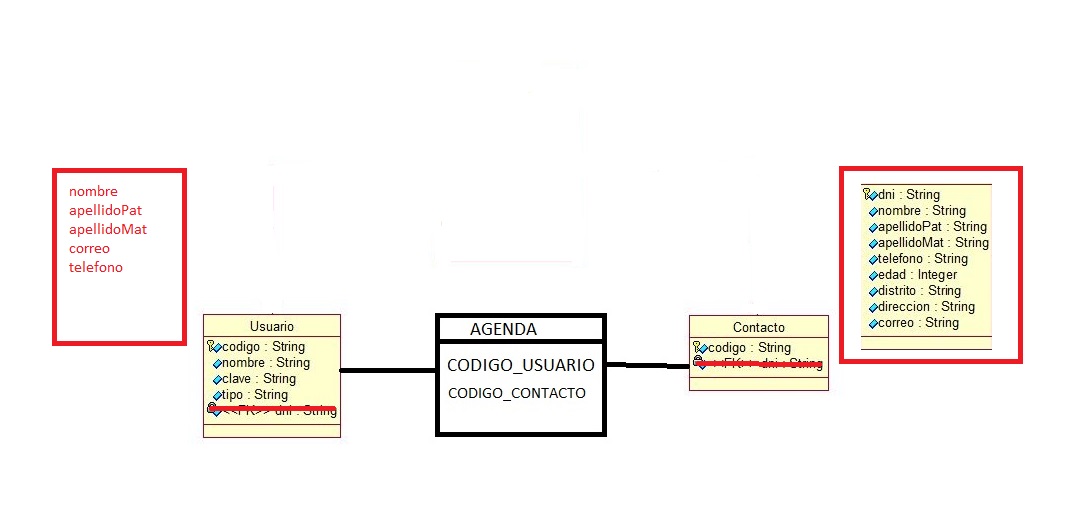 nombre
apellidoPat
apellidoMat
correo
telefono
dni : String
nombre : String
apellidoPat : String
apellidoMat : String
telefono : String
edad : Integer
distrito : String
direccion : String
correo : String
Usuario
codigo : String
nombre : String
clave : String
tipo : String
<<FK>> dni : String
AGENDA
CODIGO_USUARIO
CODIGO_CONTACTO
Contacto
codigo : String
<<FK>> dni : String